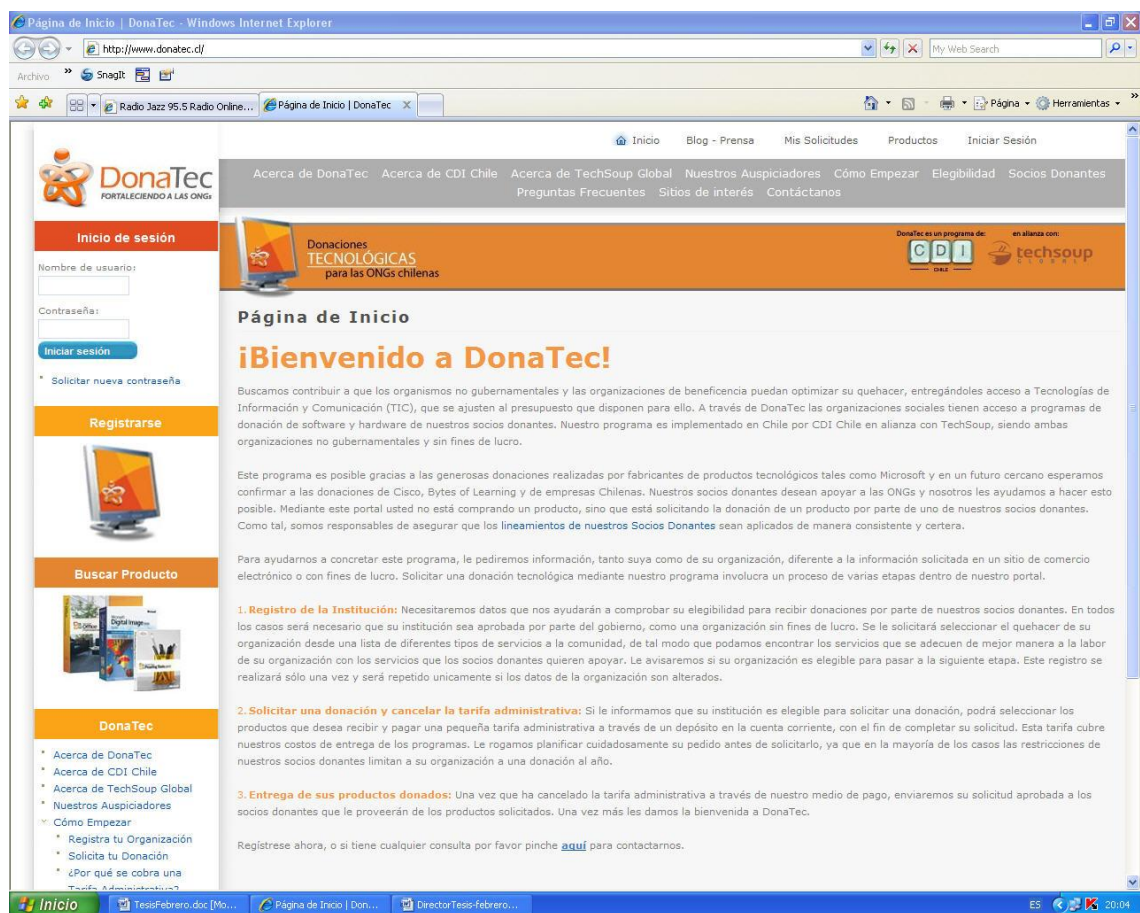 Página de Inicio | DonaTec - Windows Internet Explorer
http://www.donatec.cl/
My Web Search
Archivo » SnagIt
Radio Jazz 95.5 Radio Online...
Página de Inicio | DonaTec X
Página
Herramientas »
Inicio Blog - Prensa Mis Solicitudes Productos Iniciar Sesión
DonaTec
FORTALECIENDO A LAS ONGs
Acerca de DonaTec Acerca de CDI Chile Acerca de TechSoup Global Nuestros Auspiciadores Cómo Empezar Elegibilidad Socios Donantes
Preguntas Frecuentes Sitios de interés Contáctanos
Inicio de sesión
Nombre de usuario:
Contraseña:
Iniciar sesión
Solicitar nueva contraseña
Registrarse
Buscar Producto
Office
Digital Image
DonaTec
Acerca de DonaTec
Acerca de CDI Chile
Acerca de TechSoup Global
Nuestros Auspiciadores
Cómo Empezar
Registra tu Organización
Solicita tu Donación
¿Por qué se cobra una
Tarifa Administrativa?
Donaciones
TECNOLÓGICAS
para las ONGs chilenas
DonaTec es un programa de: en alianza con:
CDI
CHILE
techsoup
GLOBAL
Página de Inicio
¡Bienvenido a DonaTec!
Buscamos contribuir a que los organismos no gubernamentales y las organizaciones de beneficencia puedan optimizar su quehacer, entregándoles acceso a Tecnologías de
Información y Comunicación (TIC), que se ajusten al presupuesto que disponen para ello. A través de DonaTec las organizaciones sociales tienen acceso a programas de
donación de software y hardware de nuestros socios donantes. Nuestro programa es implementado en Chile por CDI Chile en alianza con TechSoup, siendo ambas
organizaciones no gubernamentales y sin fines de lucro.
Este programa es posible gracias a las generosas donaciones realizadas por fabricantes de productos tecnológicos tales como Microsoft y en un futuro cercano esperamos
confirmar a las donaciones de Cisco, Bytes of Learning y de empresas Chilenas. Nuestros socios donantes desean apoyar a las ONGs y nosotros les ayudamos a hacer esto
posible. Mediante este portal usted no está comprando un producto, sino que está solicitando la donación de un producto por parte de uno de nuestros socios donantes.
Como tal, somos responsables de asegurar que los lineamientos de nuestros Socios Donantes sean aplicados de manera consistente y certera.
Para ayudarnos a concretar este programa, le pediremos información, tanto suya como de su organización, diferente a la información solicitada en un sitio de comercio
electrónico o con fines de lucro. Solicitar una donación tecnológica mediante nuestro programa involucra un proceso de varias etapas dentro de nuestro portal.
1. Registro de la Institución: Necesitaremos datos que nos ayudarán a comprobar su elegibilidad para recibir donaciones por parte de nuestros socios donantes. En todos
los casos será necesario que su institución sea aprobada por parte del gobierno, como una organización sin fines de lucro. Se le solicitará seleccionar el quehacer de su
organización desde una lista de diferentes tipos de servicios a la comunidad, de tal modo que podamos encontrar los servicios que se adecuen de mejor manera a la labor
de su organización con los servicios que los socios donantes quieren apoyar. Le avisaremos si su organización es elegible para pasar a la siguiente etapa. Este registro se
realizará sólo una vez y será repetido unicamente si los datos de la organización son alterados.
2. Solicitar una donación y cancelar la tarifa administrativa: Si le informamos que su institución es elegible para solicitar una donación, podrá seleccionar los
productos que desea recibir y pagar una pequeña tarifa administrativa a través de un depósito en la cuenta corriente, con el fin de completar su solicitud. Esta tarifa cubre
nuestros costos de entrega de los programas. Le rogamos planificar cuidadosamente su pedido antes de solicitarlo, ya que en la mayoría de los casos las restricciones de
nuestros socios donantes limitan a su organización a una donación al año.
3. Entrega de sus productos donados: Una vez que ha cancelado la tarifa administrativa a través de nuestro medio de pago, enviaremos su solicitud aprobada a los
socios donantes que le proveerán de los productos solicitados. Una vez más les damos la bienvenida a DonaTec.
Regístrese ahora, o si tiene cualquier consulta por favor pinche aquí para contactarnos.
Inicio TesisFebrero.doc [Mo... Página de Inicio | Don... DirectorTesis-febrero... ES 20:04